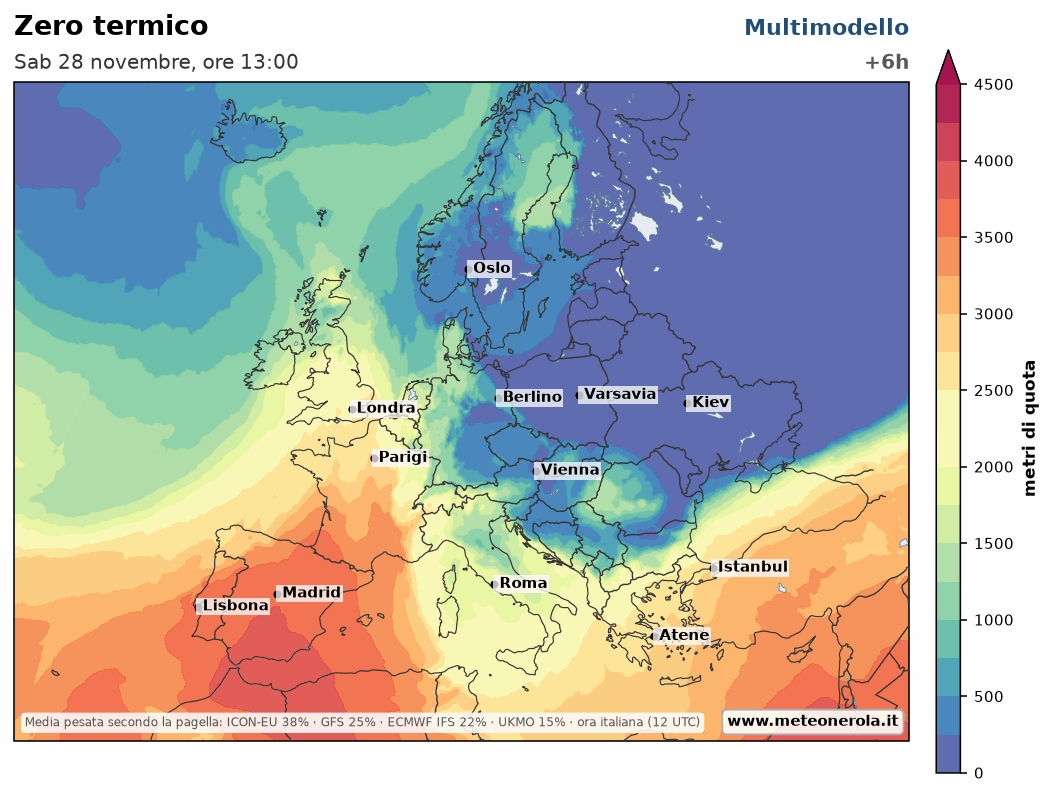 Zero termico
Multimodello
Sab 28 novembre, ore 13:00
+6h
4500
4000
3500
3000
2500
2000
1500
1000
500
0
metri di quota
Oslo
Berlino
Varsavia
Kiev
Londra
Parigi
Vienna
Istanbul
Roma
Madrid
Lisbona
Atene
Media pesata secondo la pagella: ICON-EU 38% · GFS 25% · ECMWF IFS 22% · UKMO 15% · ora italiana (12 UTC)
www.meteonerola.it